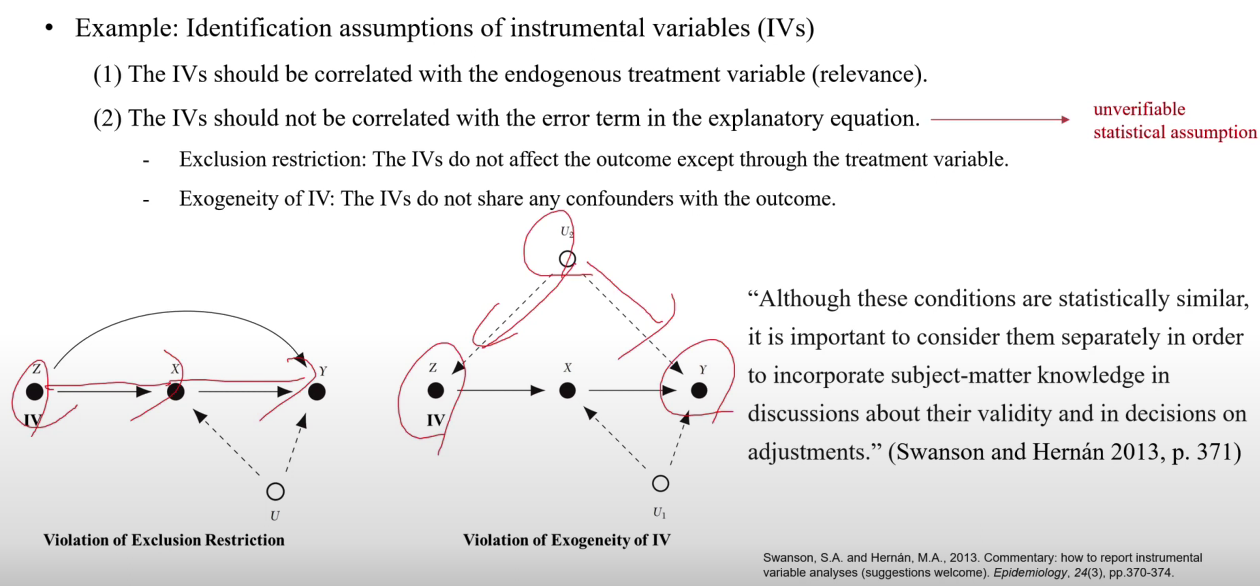 • Example: Identification assumptions of instrumental variables (IVs)
(1) The IVs should be correlated with the endogenous treatment variable (relevance).
(2) The IVs should not be correlated with the error term in the explanatory equation.
unverifiable
statistical assumption
- Exclusion restriction: The IVs do not affect the outcome except through the treatment variable.
- Exogeneity of IV: The IVs do not share any confounders with the outcome.
Z
X
Y
IV
U
Violation of Exclusion Restriction
U2
Z
X
Y
IV
U1
Violation of Exogeneity of IV
“Although these conditions are statistically similar,
it is important to consider them separately in order
to incorporate subject-matter knowledge in
discussions about their validity and in decisions on
adjustments.” (Swanson and Hernán 2013, p. 371)
Swanson, S.A. and Hernán, M.A., 2013. Commentary: how to report instrumental
variable analyses (suggestions welcome). Epidemiology, 24(3), pp.370-374.